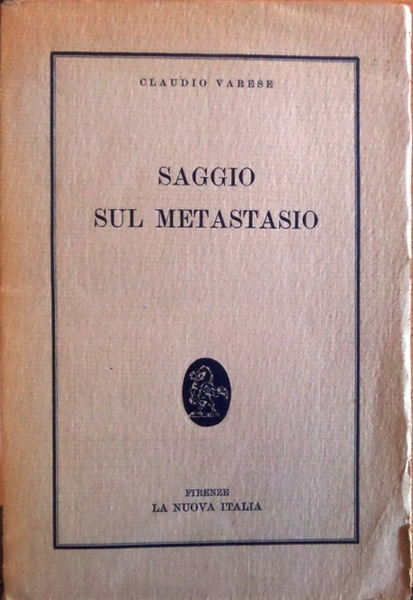 CLAUDIO VARESE
SAGGIO
SUL METASTASIO
FIRENZE
LA NUOVA ITALIA